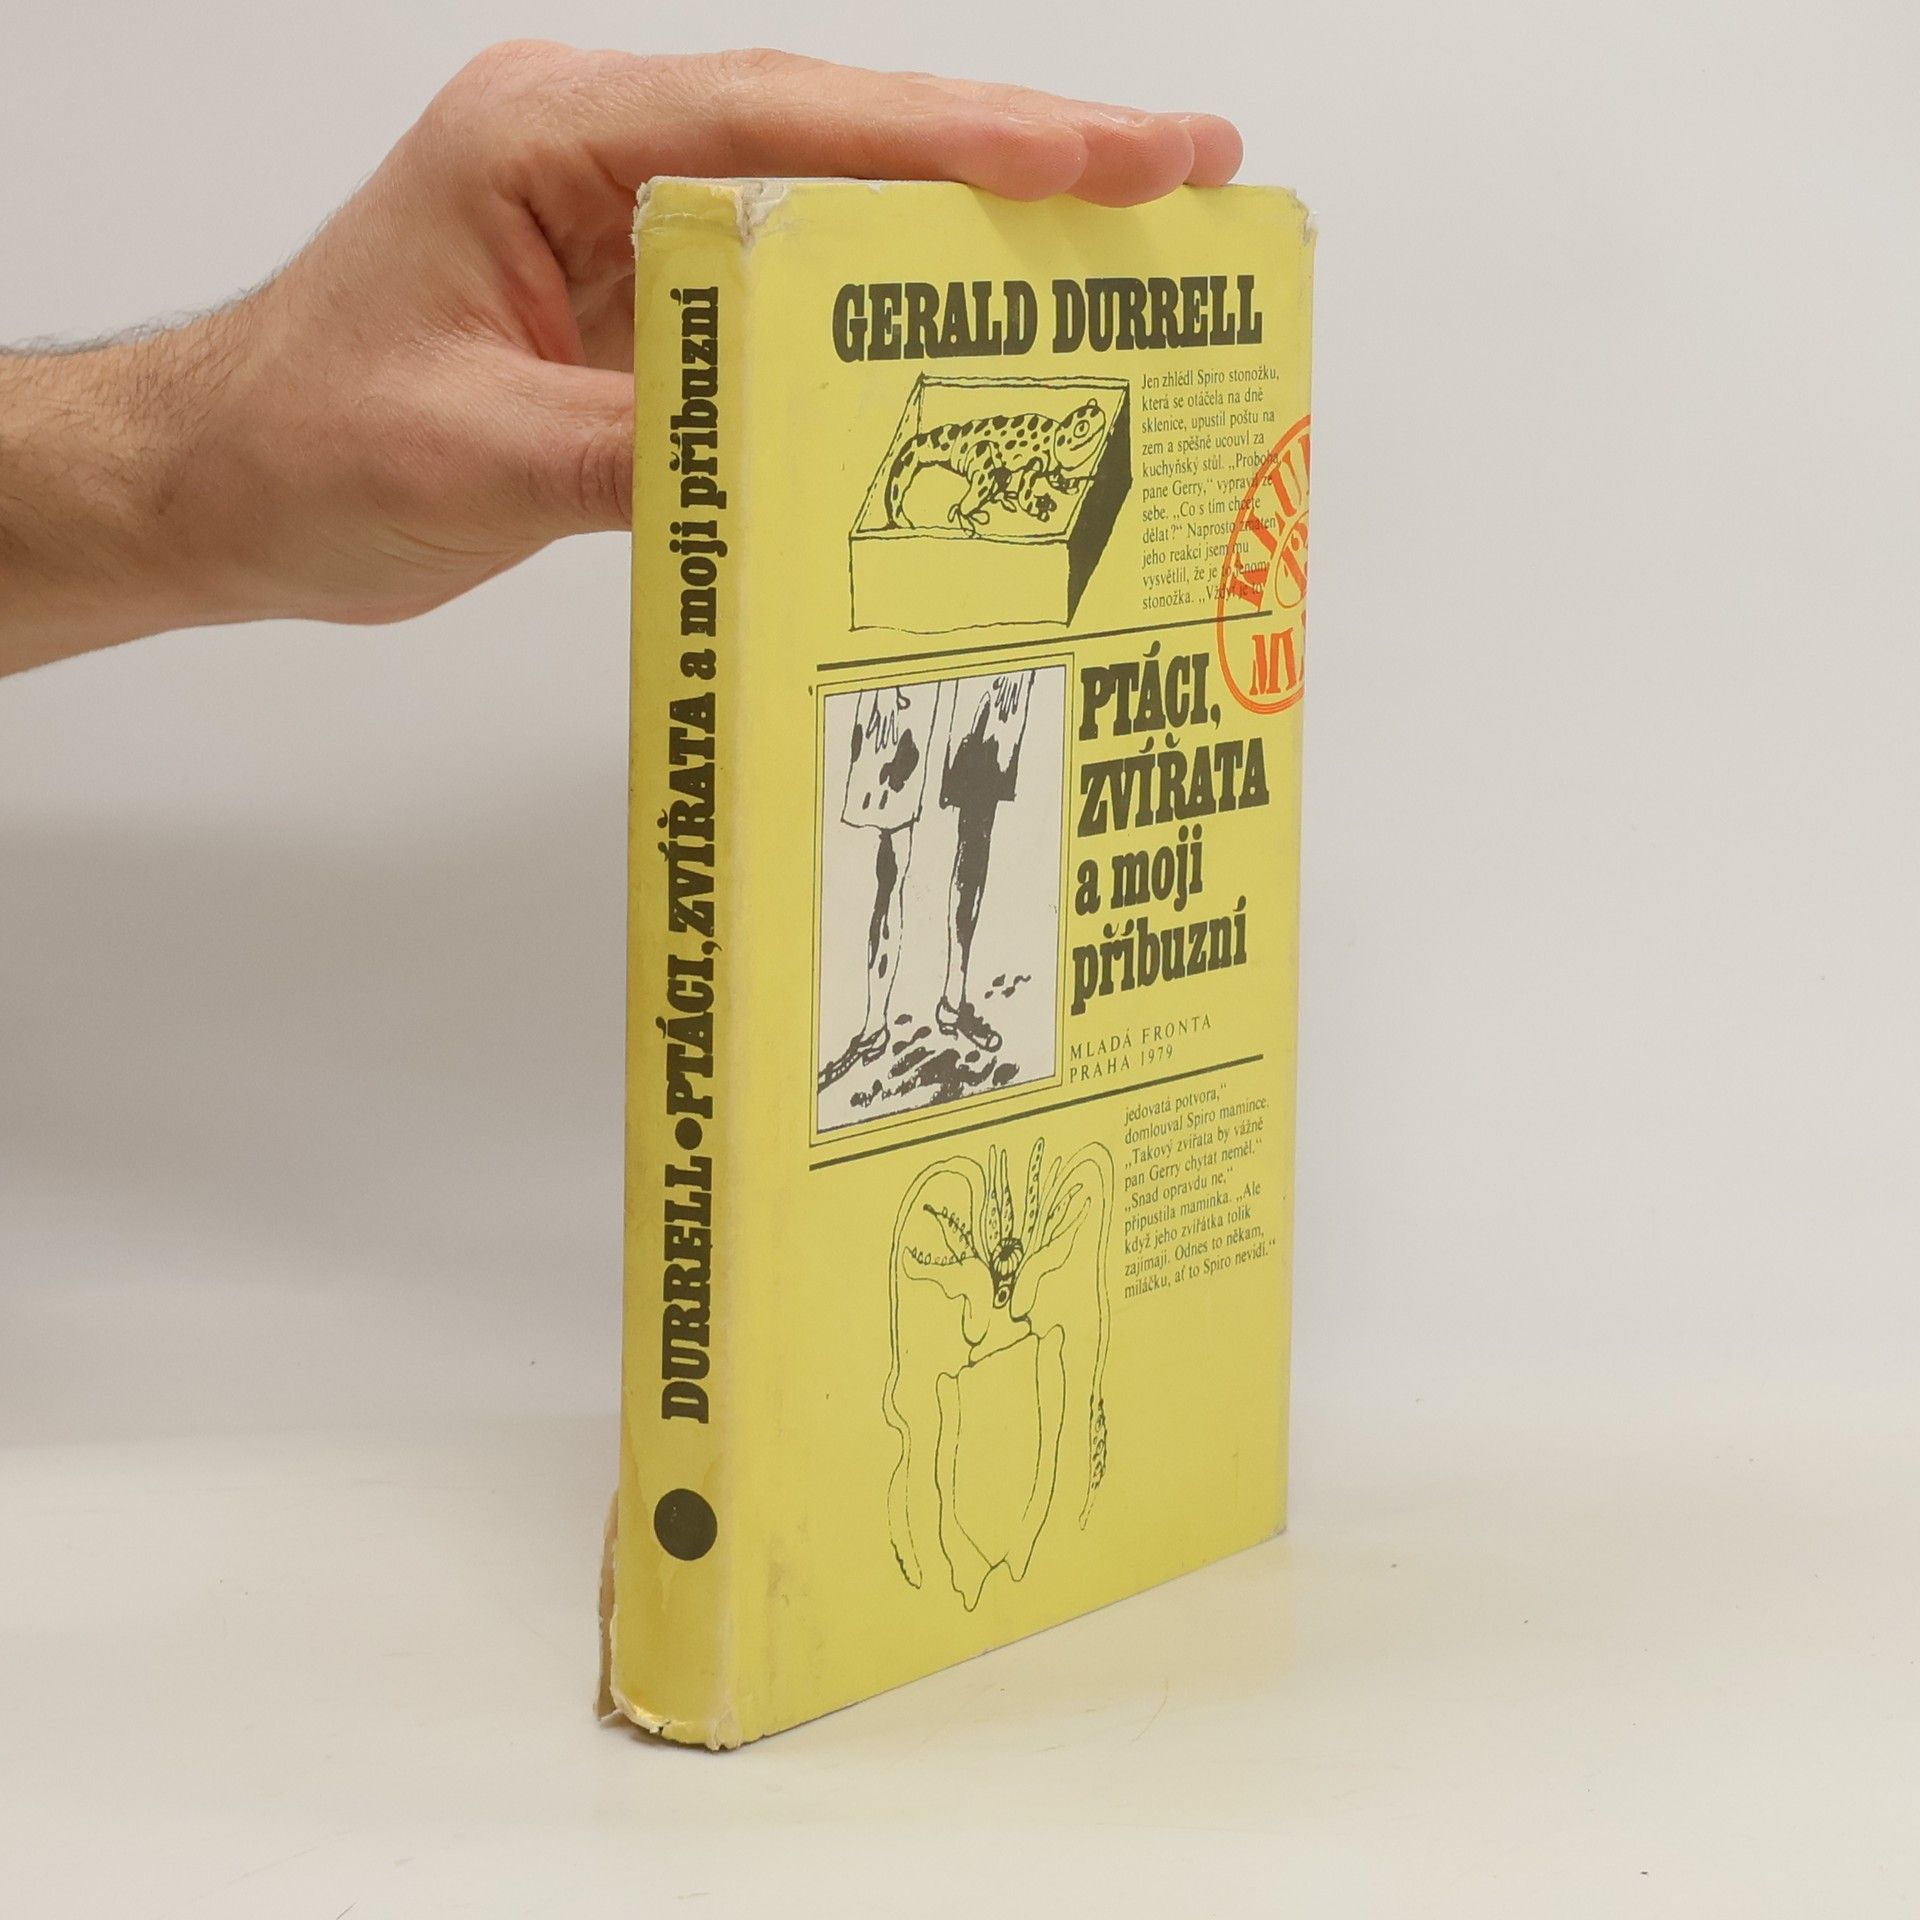 DURRELL • PTÁCI, ZVÍŘATA a moji příbuzní
GERALD DURRELL
Jen zhlédl Spiro stonožku,
která se otáčela na dně
sklenice, upustil poštu na
zem a spěšně ucouvl za
kuchyňský stůl. „Proboha,
pane Gerry,“ vypravil ze
sebe. „Co s tím chcete
dělat?“ Naprosto zmaten
jeho reakcí jsem mu
vysvětlil, že je to jenom
stonožka. „Vždyť je to
PTÁCI,
ZVÍŘATA
a moji
příbuzní
MLADÁ FRONTA
PRAHA 1979
jedovatá potvora,“
domlouval Spiro mamince.
„Takový zvířata by vážně
pan Gerry chytat neměl.“
„Snad opravdu ne,“
připustila maminka. „Ale
když jeho zvířátka tolik
zajímají. Odnes to někam,
miláčku, ať to Spiro nevidí.“